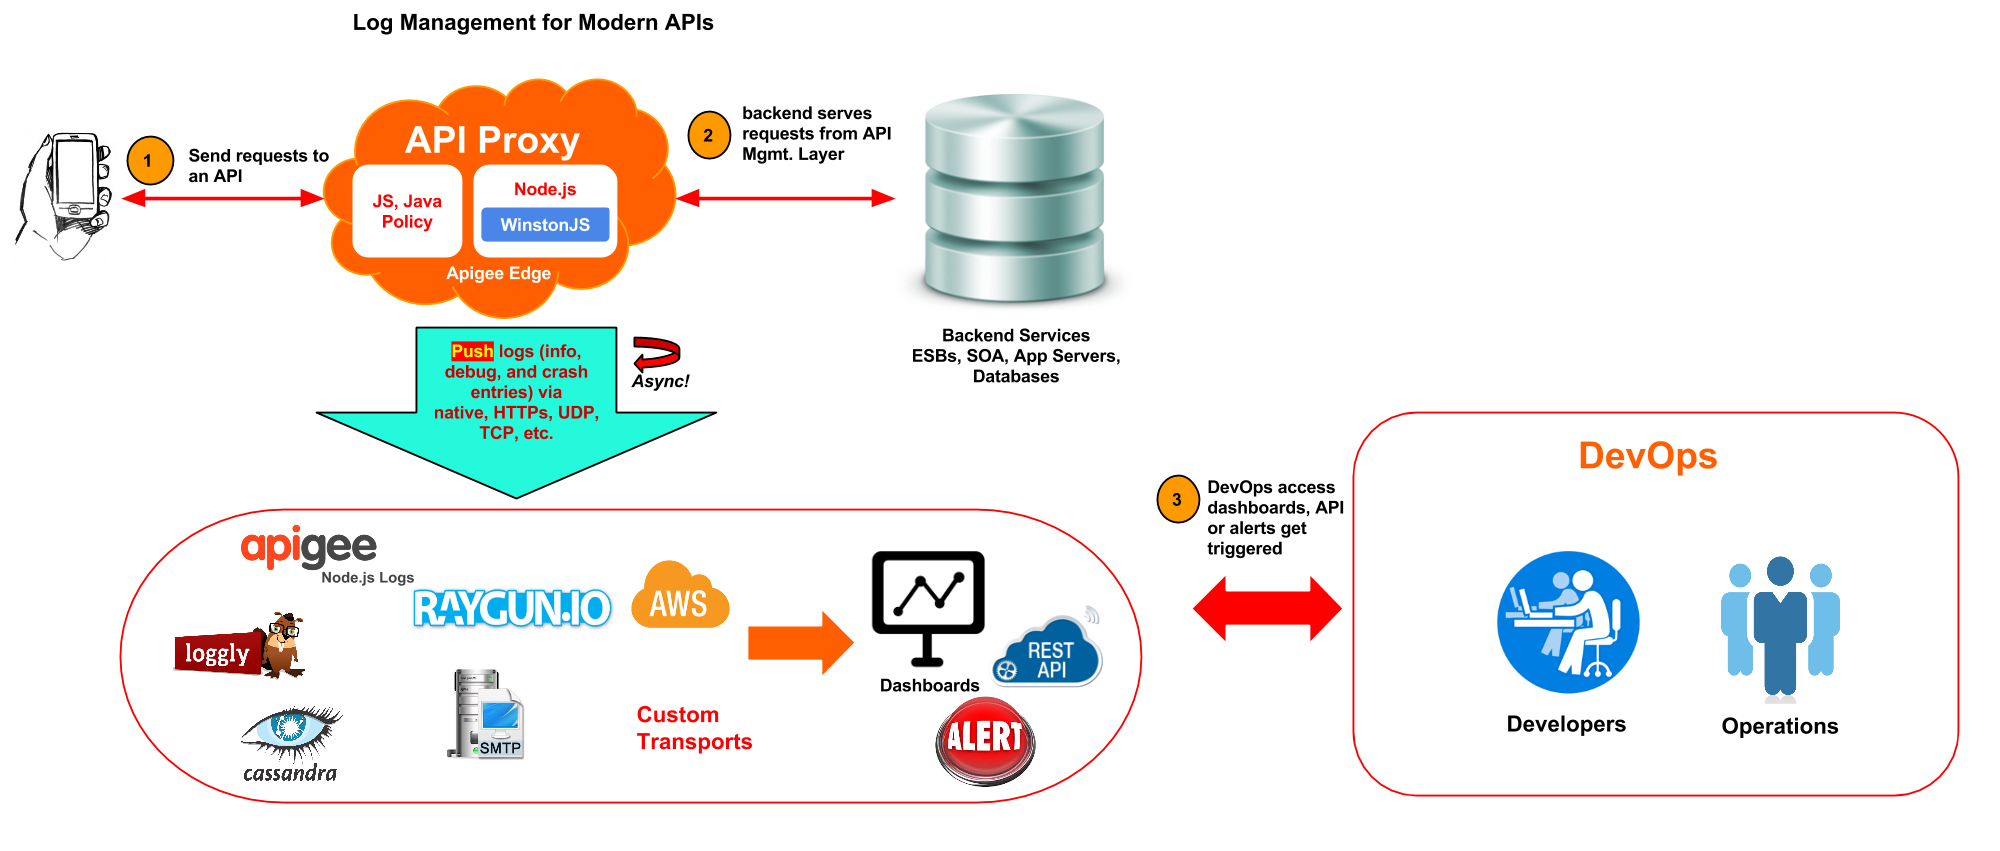 Log Management for Modern APIs
1
Send requests to
an API
API Proxy
JS, Java
Policy
Node.js
WinstonJS
Apigee Edge
2
backend serves
requests from API
Mgmt. Layer
Backend Services
ESBs, SOA, App Servers,
Databases
Push logs (info,
debug, and crash
entries) via
native, HTTPs, UDP,
TCP, etc.
Async!
apigee
Node.js Logs
RAYGUN.IO
AWS
loggly
cassandra
SMTP
Custom
Transports
Dashboards
REST
API
ALERT
3
DevOps access
dashboards, API
or alerts get
triggered
DevOps
Developers
Operations